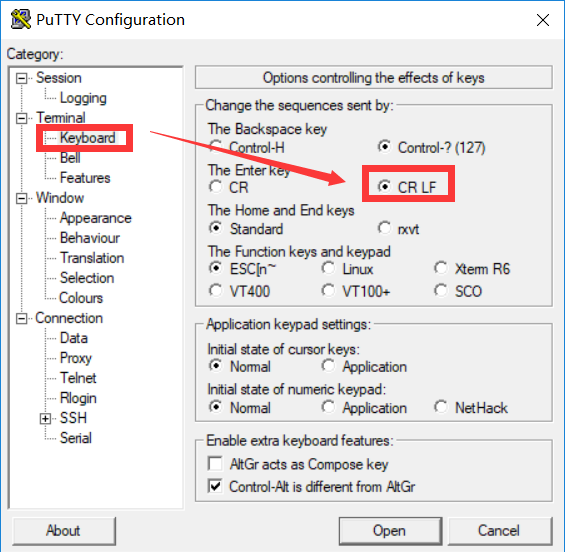 PuTTY Configuration
Category:
Session
Logging
Terminal
Keyboard
Bell
Features
Window
Appearance
Behaviour
Translation
Selection
Colours
Connection
Data
Proxy
Telnet
Rlogin
SSH
Serial
Options controlling the effects of keys
Change the sequences sent by:
The Backspace key
Control-H Control-? (127)
The Enter key
CR CR LF
The Home and End keys
Standard rxvt
The Function keys and keypad
ESC[n~ Linux Xterm R6
VT400 VT100+ SCO
Application keypad settings:
Initial state of cursor keys:
Normal Application
Initial state of numeric keypad:
Normal Application NetHack
Enable extra keyboard features:
AltGr acts as Compose key
Control-Alt is different from AltGr
About Open Cancel